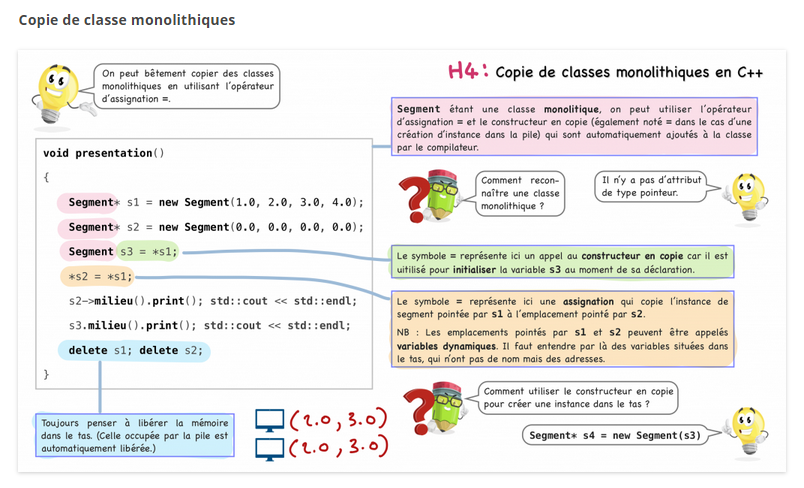 Copie de classe monolithiques
On peut bêtement copier des classes
monolithiques en utilisant l'opérateur
d'assignation =.
H4: Copie de classes monolithiques en C++
Segment étant une classe monolitique, on peut utiliser l'opérateur
d'assignation = et le constructeur en copie (également noté = dans le cas d'une
création d'instance dans la pile) qui sont automatiquement ajoutés à la classe
par le compilateur.
void presentation()
{
Segment* s1 = new Segment(1.0, 2.0, 3.0, 4.0);
Segment* s2 = new Segment(0.0, 0.0, 0.0, 0.0);
Segment s3 = *s1;
*s2 = *s1;
s2->milieu().print(); std::cout << std::endl;
s3.milieu().print(); std::cout << std::endl;
delete s1; delete s2;
}
Comment recon-
naître une classe
monolithique ?
Il n'y a pas d'attribut
de type pointeur.
Le symbole = représente ici un appel au constructeur en copie car il est
uitilisé pour initialiser la variable s3 au moment de sa déclaration.
Le symbole = représente ici une assignation qui copie l'instance de
segment pointée par s1 à l'emplacement pointé par s2.
NB : Les emplacements pointés par s1 et s2 peuvent être appelés
variables dynamiques. Il faut entendre par là des variables situées dans
le tas, qui n'ont pas de nom mais des adresses.
Toujours penser à libérer la mémoire
dans le tas. (Celle occupée par la pile est
automatiquement libérée.)
(2.0, 3.0)
(2.0, 3.0)
Comment utiliser le constructeur en copie
pour créer une instance dans le tas ?
Segment* s4 = new Segment(s3)